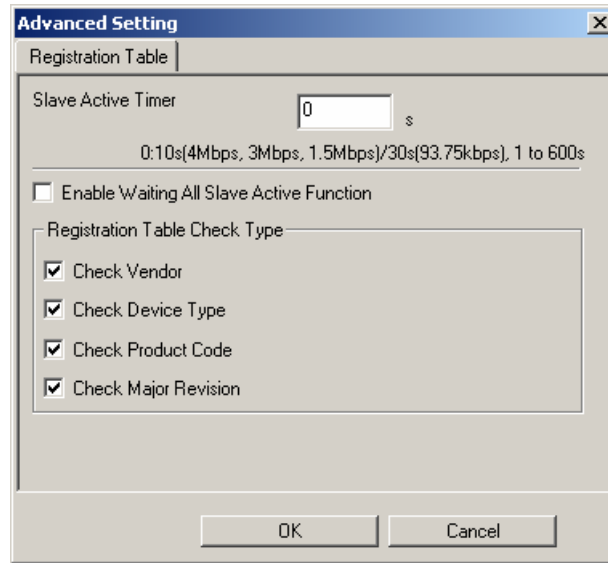 Advanced Setting
Registration Table
Slave Active Timer
0
s
0:10s(4Mbps, 3Mbps, 1.5Mbps)/30s(93.75kbps), 1 to 600s
Enable Waiting All Slave Active Function
Registration Table Check Type
Check Vendor
Check Device Type
Check Product Code
Check Major Revision
OK
Cancel